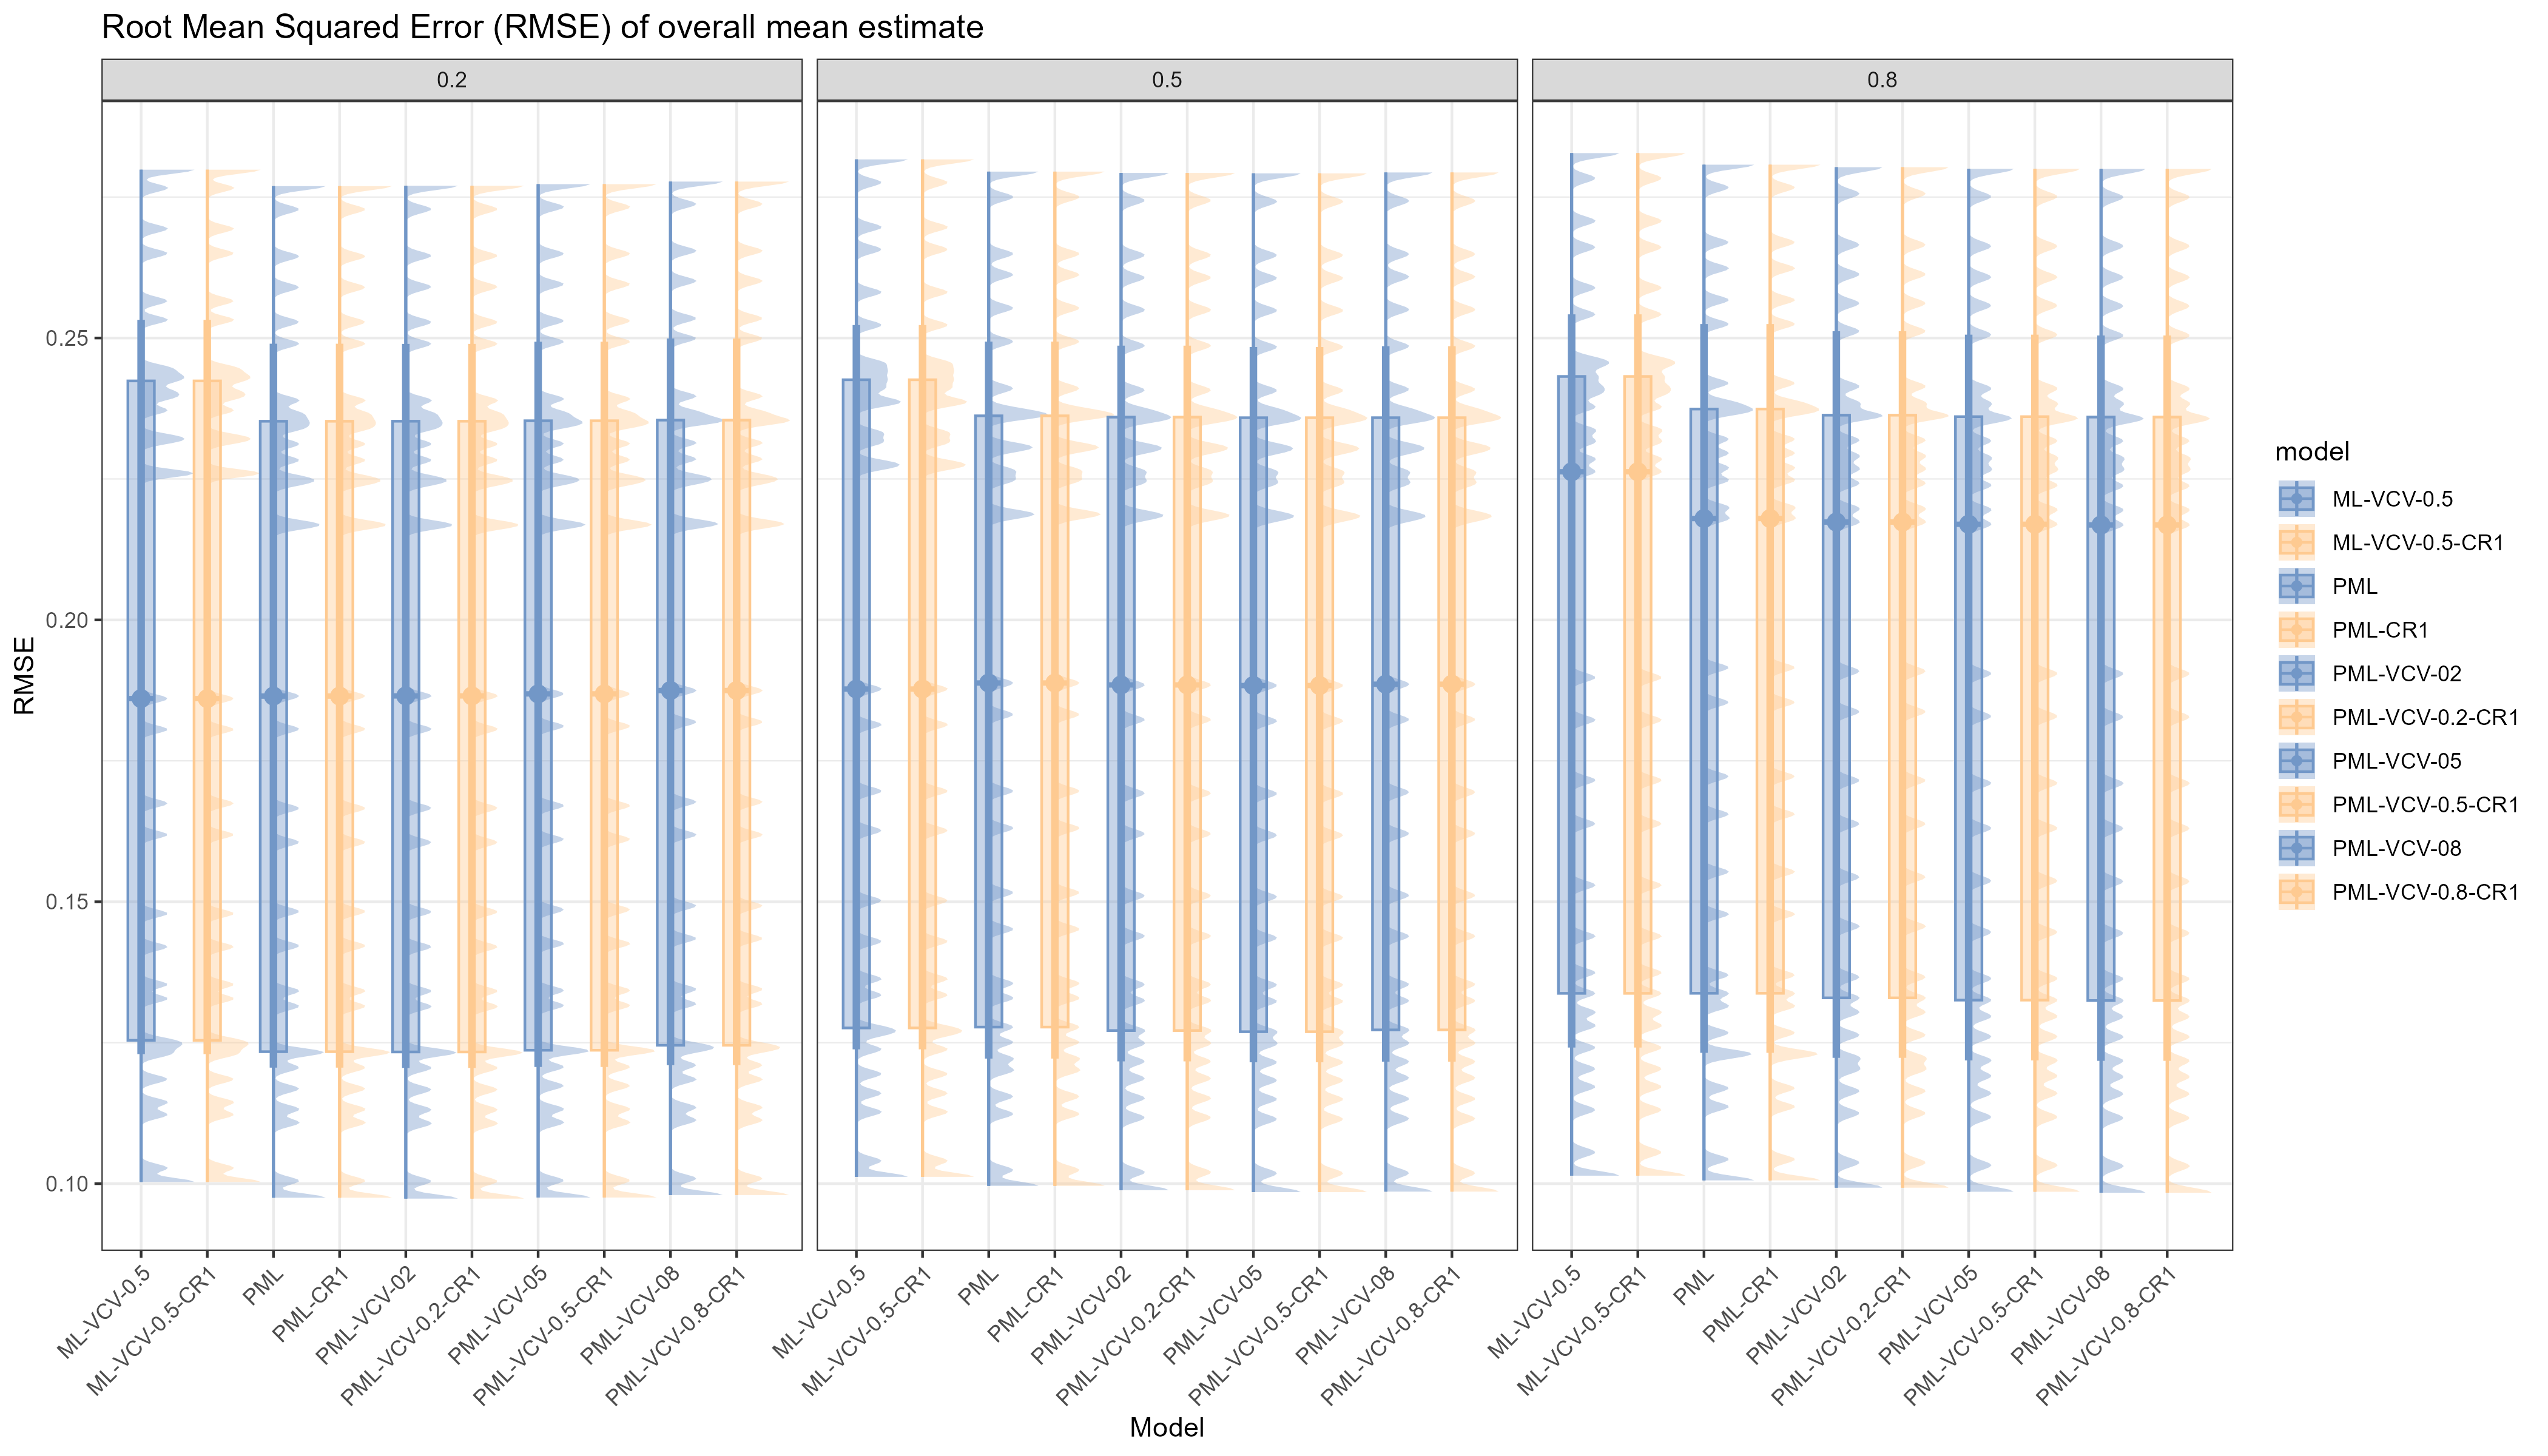 Root Mean Squared Error (RMSE) of overall mean estimate
0.2
0.5
0.8
RMSE
0.25
0.20
0.15
0.10
ML-VCV-0.5
ML-VCV-0.5-CR1
PML
PML-CR1
PML-VCV-02
PML-VCV-0.2-CR1
PML-VCV-05
PML-VCV-0.5-CR1
PML-VCV-08
PML-VCV-0.8-CR1
ML-VCV-0.5
ML-VCV-0.5-CR1
PML
PML-CR1
PML-VCV-02
PML-VCV-0.2-CR1
PML-VCV-05
PML-VCV-0.5-CR1
PML-VCV-08
PML-VCV-0.8-CR1
ML-VCV-0.5
ML-VCV-0.5-CR1
PML
PML-CR1
PML-VCV-02
PML-VCV-0.2-CR1
PML-VCV-05
PML-VCV-0.5-CR1
PML-VCV-08
PML-VCV-0.8-CR1
Model
model
ML-VCV-0.5
ML-VCV-0.5-CR1
PML
PML-CR1
PML-VCV-02
PML-VCV-0.2-CR1
PML-VCV-05
PML-VCV-0.5-CR1
PML-VCV-08
PML-VCV-0.8-CR1